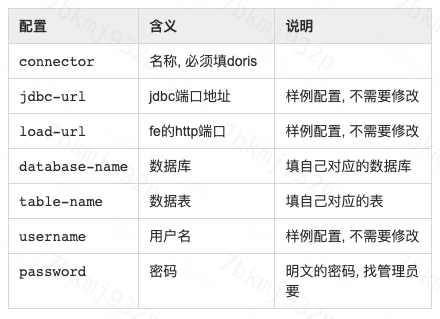 配置 含义 说明
connector 名称, 必须填doris
jdbc-url jdbc端口地址 样例配置, 不需要修改
load-url fe的http端口 样例配置, 不需要修改
database-name 数据库 填自己对应的数据库
table-name 数据表 填自己对应的表
username 用户名 样例配置, 不需要修改
password 密码 明文的密码, 找管理员
要